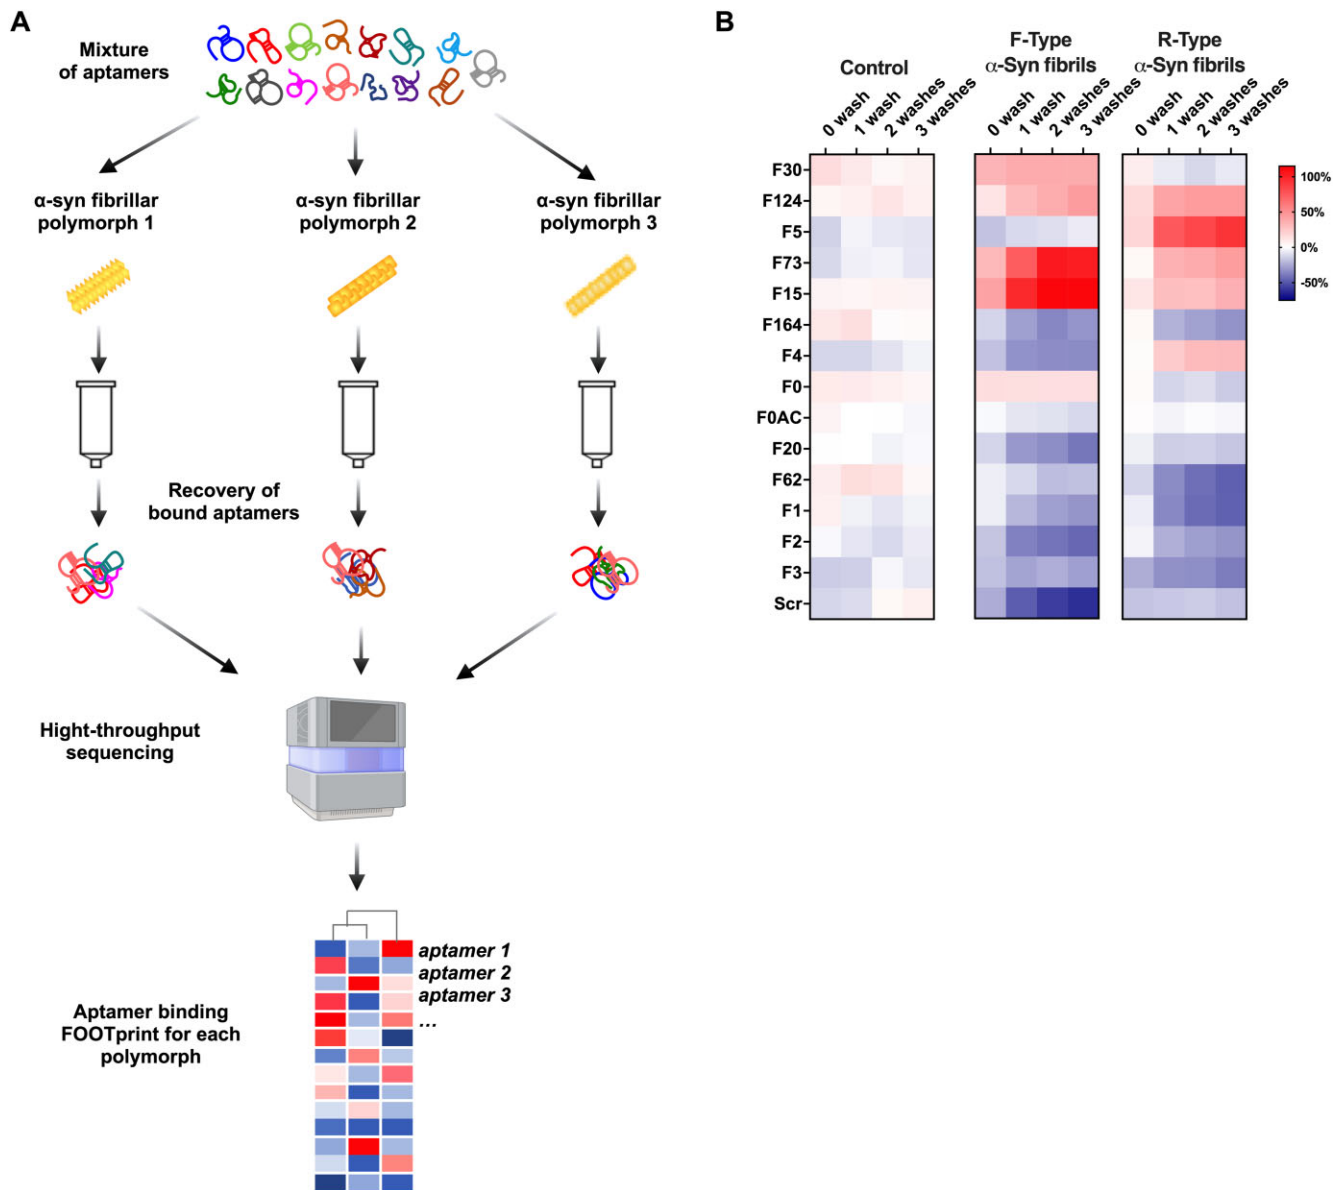 A
Mixture
of aptamers
α-syn fibrillar
polymorph 1
α-syn fibrillar
polymorph 2
α-syn fibrillar
polymorph 3
Recovery of
bound aptamers
Hight-throughput
sequencing
aptamer 1
aptamer 2
aptamer 3
...
Aptamer binding
FOOTprint for each
polymorph
B
Control
F-Type
α-Syn fibrils
R-Type
α-Syn fibrils
0 wash
1 wash
2 washes
3 washes
0 wash
1 wash
2 washes
3 washes
0 wash
1 wash
2 washes
3 washes
F30
F124
F5
F73
F15
F164
F4
F0
F0AC
F20
F62
F1
F2
F3
Scr
100%
50%
0%
-50%